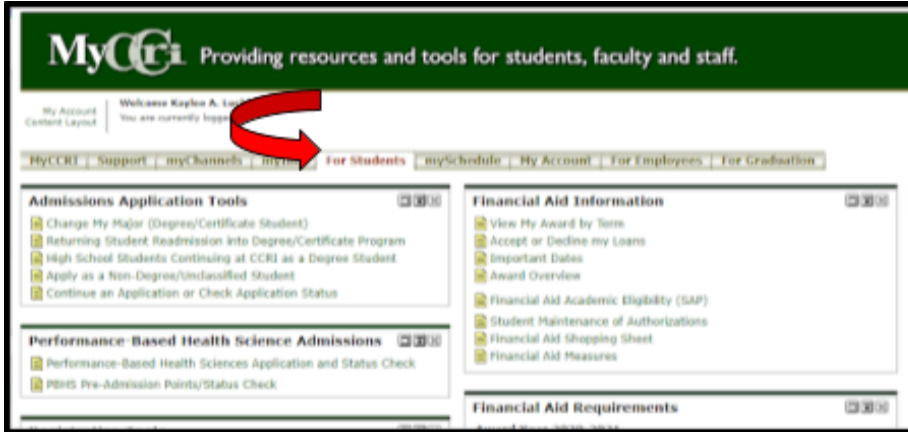 MyCCRI Providing resources and tools for students, faculty and staff.
My Account
Content Layout
Welcome Kaylee A.
You are currently logged
MyCCRI Support myChannels For Students mySchedule My Account For Employees For Graduation
Admissions Application Tools
Change My Major (Degree/Certificate Student)
Returning Student Readmission into Degree/Certificate Program
High School Students Continuing at CCRI as a Degree Student
Apply as a Non-Degree/Unclassified Student
Continue an Application or Check Application Status
Performance-Based Health Science Admissions
Performance-Based Health Sciences Application and Status Check
PBHS Pre-Admission Points/Status Check
Financial Aid Information
View My Award by Term
Accept or Decline my Loans
Important Dates
Award Overview
Financial Aid Academic Eligibility (SAP)
Student Maintenance of Authorizations
Financial Aid Shopping Sheet
Financial Aid Measures
Financial Aid Requirements
Award Year 2020-2021